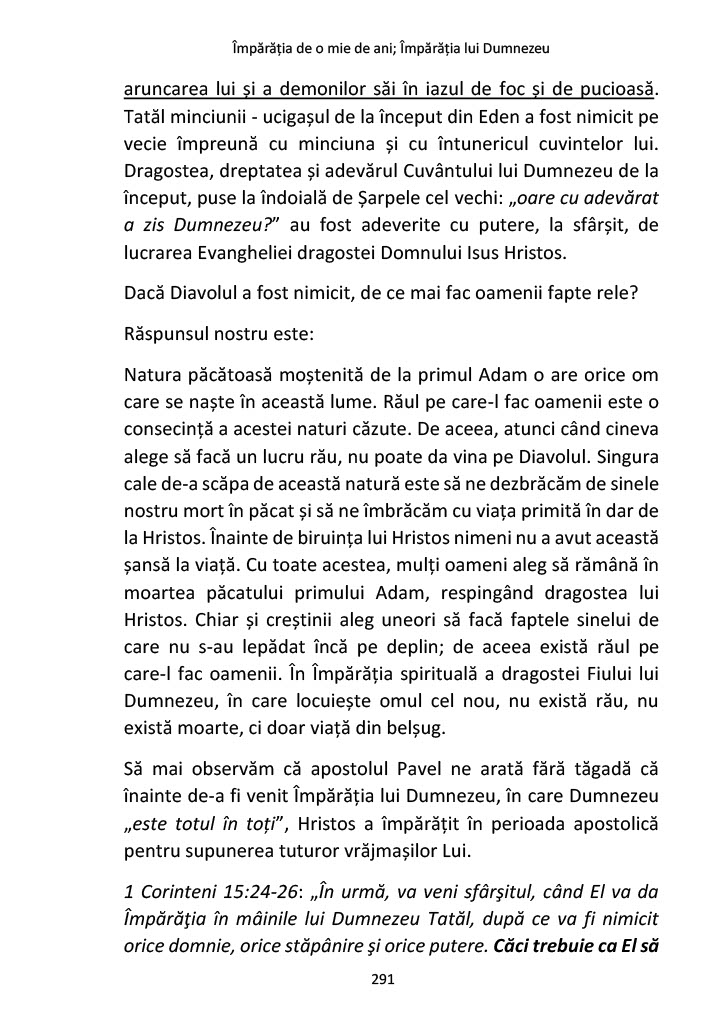 Împărăția de o mie de ani; Împărăția lui Dumnezeu
aruncarea lui şi a demonilor săi în iazul de foc şi de pucioasă.
Tatăl minciunii - ucigașul de la început din Eden a fost nimicit pe
vecie împreună cu minciuna și cu întunericul cuvintelor lui.
Dragostea, dreptatea și adevărul Cuvântului lui Dumnezeu de la
început, puse la îndoială de Șarpele cel vechi: „oare cu adevărat
a zis Dumnezeu?” au fost adeverite cu putere, la sfârșit, de
lucrarea Evangheliei dragostei Domnului Isus Hristos.
Dacă Diavolul a fost nimicit, de ce mai fac oamenii fapte rele?
Răspunsul nostru este:
Natura păcătoasă moștenită de la primul Adam o are orice om
care se naște în această lume. Răul pe care-l fac oamenii este o
consecință a acestei naturi căzute. De aceea, atunci când cineva
alege să facă un lucru rău, nu poate da vina pe Diavolul. Singura
cale de-a scăpa de această natură este să ne dezbrăcăm de sinele
nostru mort în păcat și să ne îmbrăcăm cu viața primită în dar de
la Hristos. Înainte de biruința lui Hristos nimeni nu a avut această
șansă la viață. Cu toate acestea, mulți oameni aleg să rămână în
moartea păcatului primului Adam, respingând dragostea lui
Hristos. Chiar și creștinii aleg uneori să facă faptele sinelui de
care nu s-au lepădat încă pe deplin; de aceea există răul pe
care-l fac oamenii. În Împărăția spirituală a dragostei Fiului lui
Dumnezeu, în care locuiește omul cel nou, nu există rău, nu
există moarte, ci doar viață din belșug.
Să mai observăm că apostolul Pavel ne arată fără tăgadă că
înainte de-a fi venit Împărăția lui Dumnezeu, în care Dumnezeu
„este totul în toți”, Hristos a împărățit în perioada apostolică
pentru supunerea tuturor vrăjmașilor Lui.
1 Corinteni 15:24-26: „În urmă, va veni sfârşitul, când El va da
Împărăţia în mâinile lui Dumnezeu Tatăl, după ce va fi nimicit
orice domnie, orice stăpânire şi orice putere. Căci trebuie ca El să
291